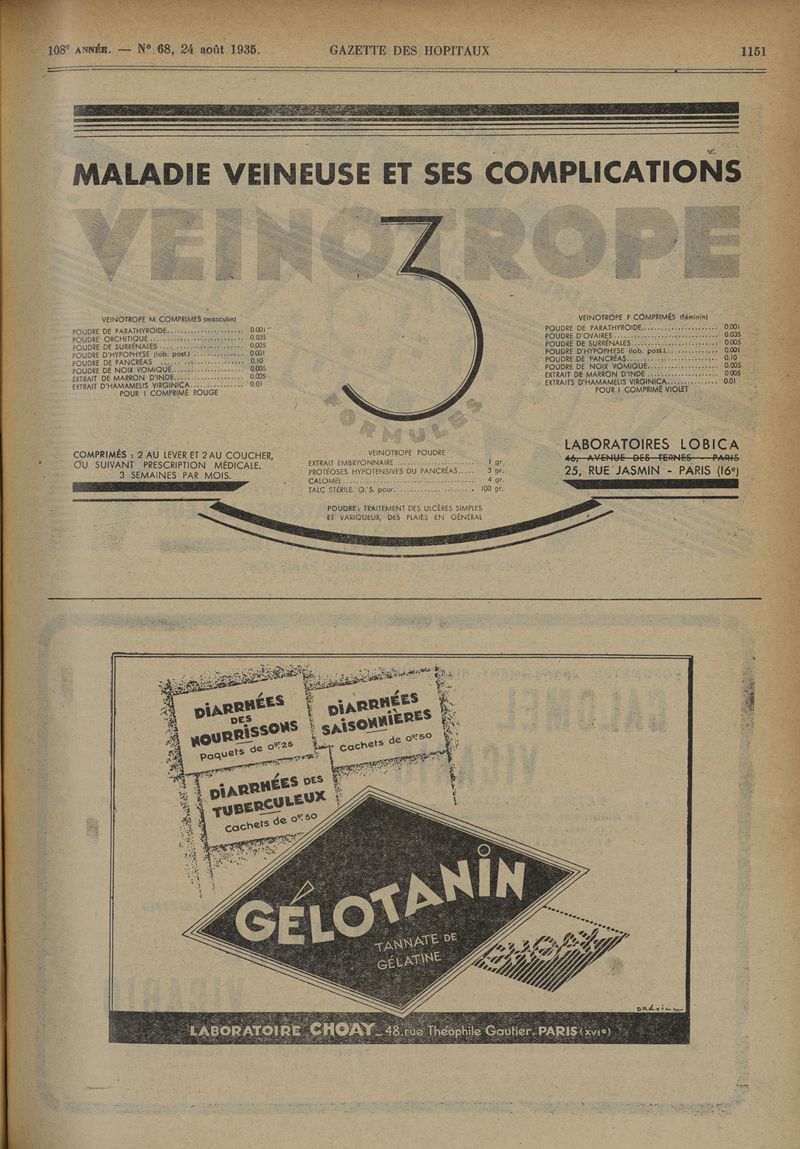 108e ANNÉE. — N° 68, 24 août 1935.
GAZETTE DES HOPITAUX
1151
MALADIE VEINEUSE ET SES COMPLICATIONS
VEINOTROPE
3
FORMULES
VEINOTROPE M COMPRIMES (masculin)
POUDRE DE PARATHYROIDE 0.001
POUDRE ORCHITIQUE 0.035
POUDRE DE SURRÉNALES 0.005
POUDRE D'HYPOPHYSE (lob. post.) 0.001
POUDRE DE PANCRÉAS 0.10
POUDRE DE NOIX VOMIQUE 0.005
EXTRAIT DE MARRON D'INDE 0.005
EXTRAIT D'HAMAMELIS VIRGINICA 0.01
POUR 1 COMPRIMÉ ROUGE
VEINOTROPE F COMPRIMÉS (féminin)
POUDRE DE PARATHYROIDE 0.001
POUDRE D'OVAIRES 0.035
POUDRE DE SURRÉNALES 0.005
POUDRE D'HYPOPHYSE (lob. post.) 0.001
POUDRE DE PANCRÉAS 0.10
POUDRE DE NOIX VOMIQUE 0.005
EXTRAIT DE MARRON D'INDE 0.005
EXTRAITS D'HAMAMELIS VIRGINICA 0.01
POUR 1 COMPRIMÉ VIOLET
COMPRIMÉS : 2 AU LEVER ET 2 AU COUCHER,
OU SUIVANT PRESCRIPTION MÉDICALE.
3 SEMAINES PAR MOIS.
VEINOTROPE POUDRE
EXTRAIT EMBRYONNAIRE 1 gr.
PROTÉOSES HYPOTENSIVES DU PANCRÉAS 3 gr.
CALOMEL 4 gr.
TALC STÉRILE. Q. S. pour 100 gr.
POUDRE : TRAITEMENT DES ULCÈRES SIMPLES
ET VARIQUEUX, DES PLAIES EN GÉNÉRAL
LABORATOIRES LOBICA
46, AVENUE DES TERNES - PARIS
25, RUE JASMIN - PARIS (16e)
DIARRHÉES
DES
NOURRISSONS
Paquets de 0gr25
DIARRHÉES
SAISONNIÈRES
Cachets de 0gr50
DIARRHÉES DES
TUBERCULEUX
Cachets de 0gr50
GÉLOTANIN
TANNATE DE
GÉLATINE
CHOAY
LABORATOIRE CHOAY_48, rue Théophile Gautier. PARIS (XVIe)